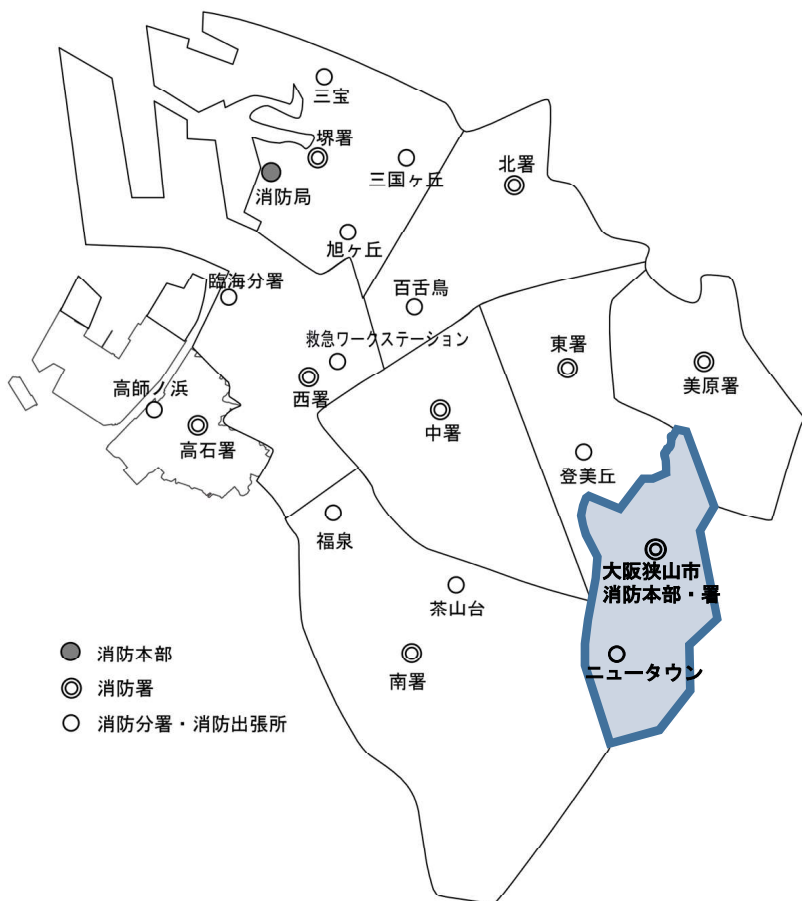 三宝
堺署
三国ヶ丘
北署
消防局
旭ヶ丘
臨海分署
百舌鳥
救急ワークステーション
東署
美原署
高師ノ浜
西署
中署
高石署
登美丘
福泉
大阪狭山市
消防本部・署
茶山台
南署
ニュータウン
消防本部
消防署
消防分署・消防出張所